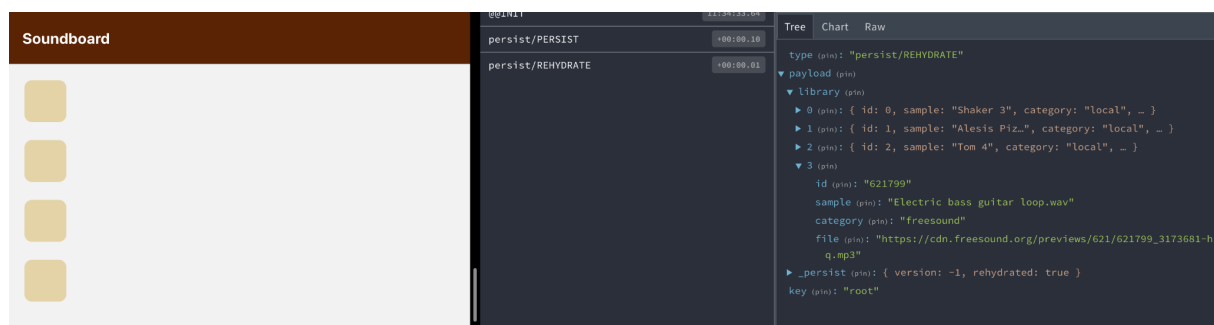 Soundboard
@@INIT
11:34:33.64
persist/PERSIST
+00:00.10
persist/REHYDRATE
+00:00.01
Tree Chart Raw
type (pin): "persist/REHYDRATE"
▼ payload (pin)
▼ library (pin)
▶ 0 (pin): { id: 0, sample: "Shaker 3", category: "local", … }
▶ 1 (pin): { id: 1, sample: "Alesis Piz…", category: "local", … }
▶ 2 (pin): { id: 2, sample: "Tom 4", category: "local", … }
▼ 3 (pin)
id (pin): "621799"
sample (pin): "Electric bass guitar loop.wav"
category (pin): "freesound"
file (pin): "https://cdn.freesound.org/previews/621/621799_3173681-h
q.mp3"
▶ _persist (pin): { version: -1, rehydrated: true }
key (pin): "root"